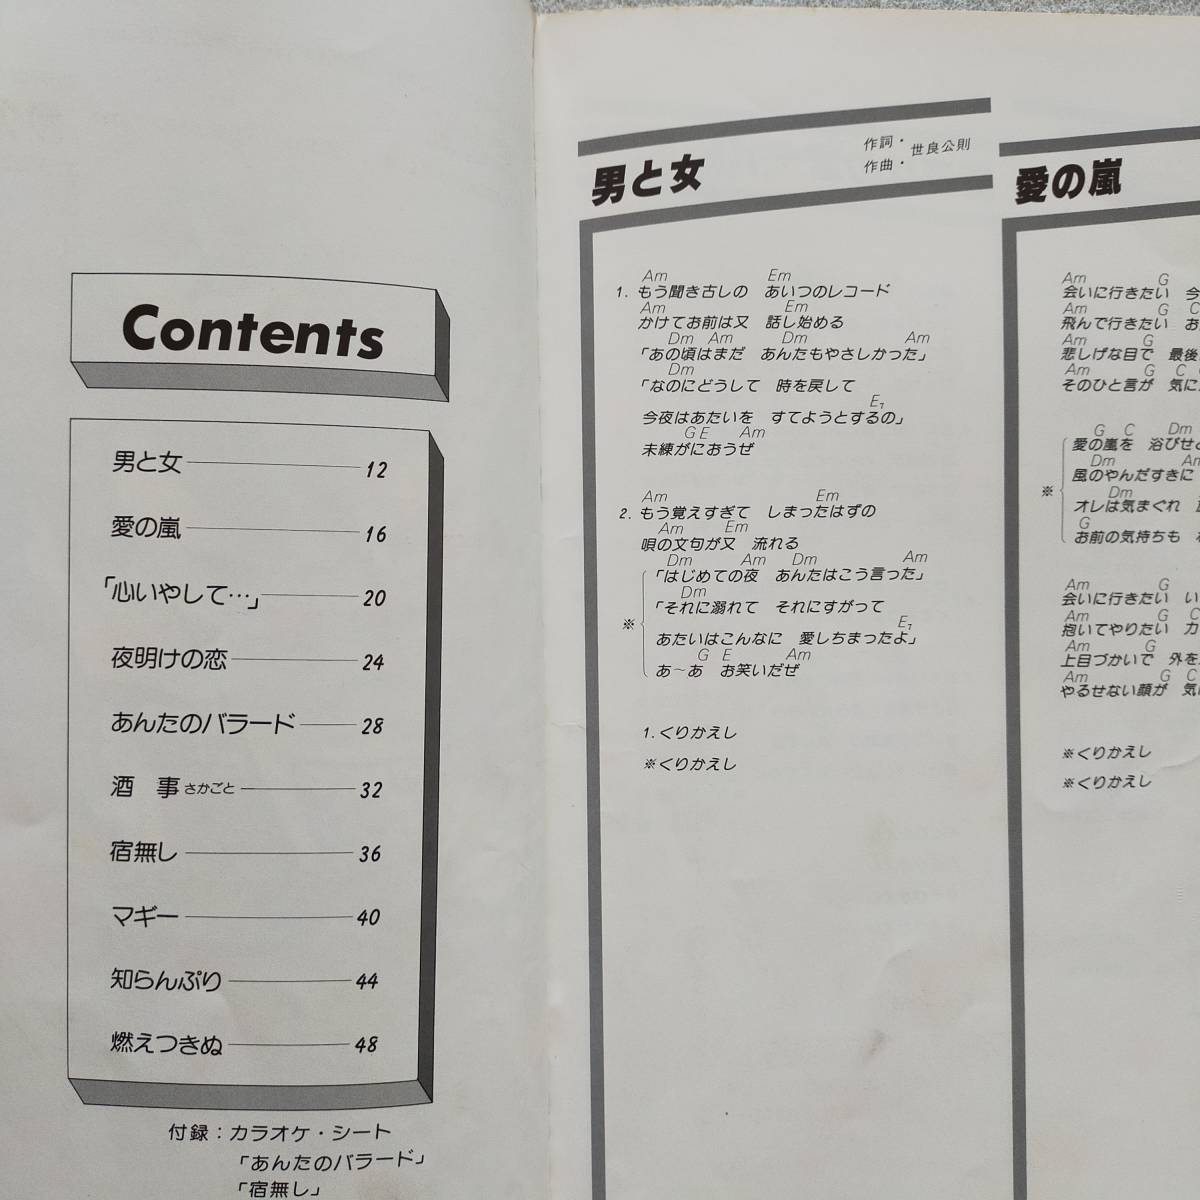 Contents
男と女 12
愛の嵐 16
「心いやして…」 20
夜明けの恋 24
あんたのバラード 28
酒 事 さかごと 32
宿無し 36
マギー 40
知らんぷり 44
燃えつきぬ 48
付録：カラオケ・シート
「あんたのバラード」
「宿無し」
男と女
作詞・
作曲・ 世良公則
Am Em
1. もう聞き古しの あいつのレコード
Am Em
かけてお前は又 話し始める
Dm Am Dm Am
「あの頃はまだ あんたもやさしかった」
Dm
「なのにどうして 時を戻して
E7
今夜はあたいを すてようとするの」
G E Am
未練がにおうぜ
Am Em
2. もう覚えすぎて しまったはずの
Am Em
唄の文句が又 流れる
Dm Am Dm Am
「はじめての夜 あんたはこう言った」
Dm
「それに溺れて それにすがって
※
E7
あたいはこんなに 愛しちまったよ」
G E Am
あ〜あ お笑いだぜ
1.くりかえし
※くりかえし
愛の嵐
Am G
会いに行きたい 今
Am G C
飛んで行きたい お
Am G
悲しげな目で 最後
Am G C
そのひと言が 気に
G C Dm
愛の嵐を 浴びせ
Dm Am
風のやんだすきに
※
Dm
オレは気まぐれ
G
お前の気持ちも
Am G
会いに行きたい い
Am G C
抱いてやりたい カ
Am G
上目づかいで 外を
Am G C
やるせない顔が 気
※くりかえし
※くりかえし